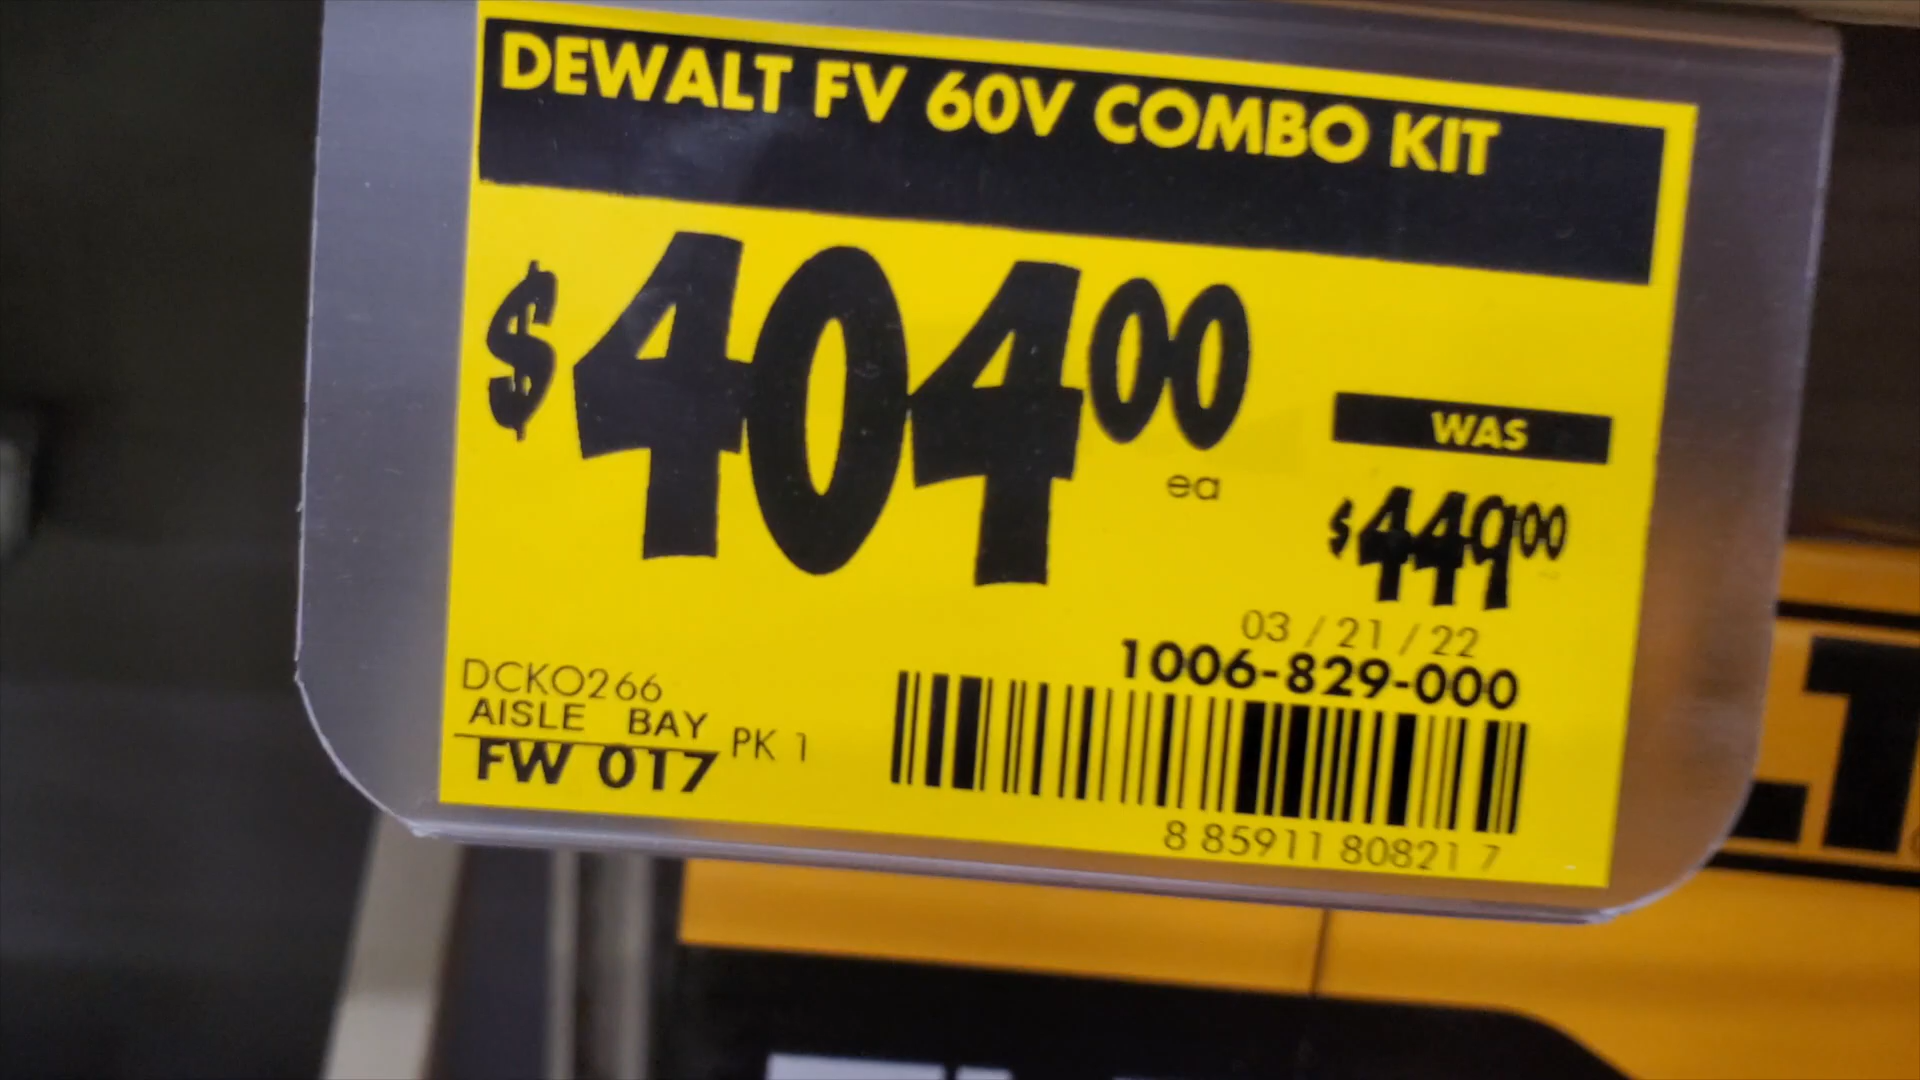 DEWALT FV 60V COMBO KIT
$404 00
ea
WAS
$449 00
03 / 21 / 22
1006-829-000
DCKO266
AISLE BAY
FW 017
PK 1
8 85911 80821 7